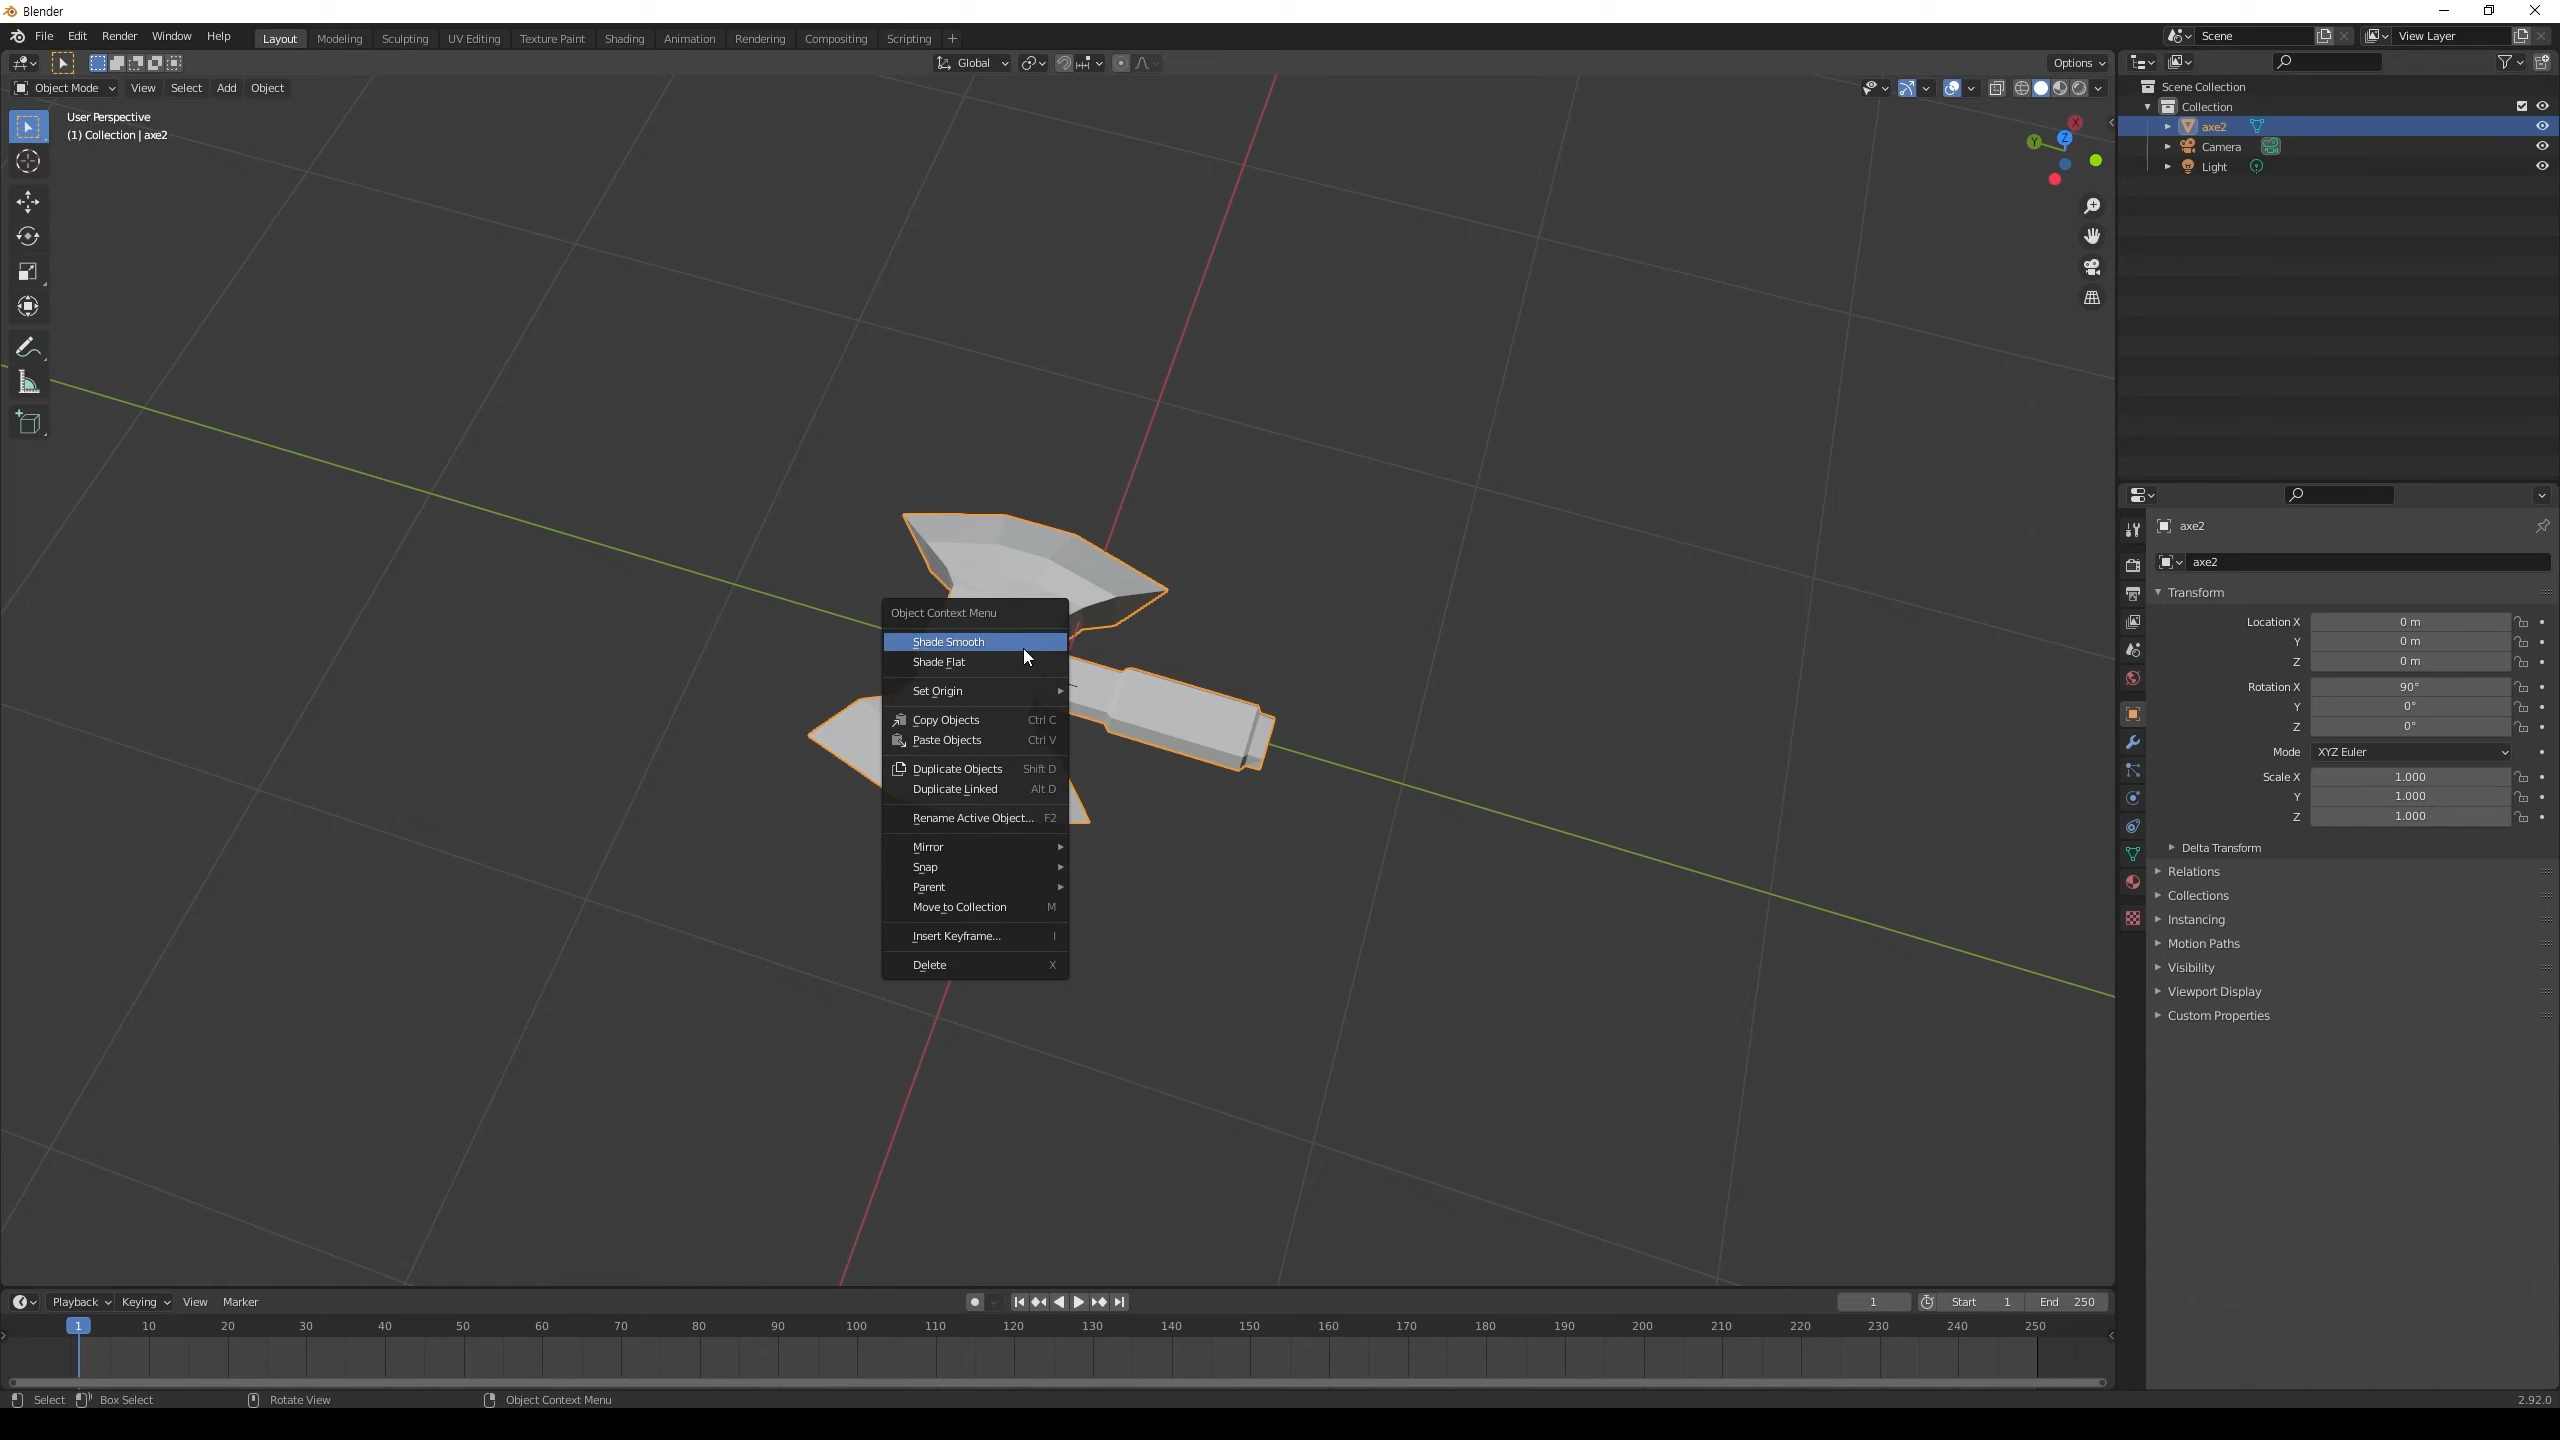 Blender
File Edit Render Window Help Layout Modeling Sculpting UV Editing Texture Paint Shading Animation Rendering Compositing Scripting + Scene View Layer
Global Options
Object Mode View Select Add Object
User Perspective
(1) Collection | axe2
X
Y
Z
Scene Collection
Collection
axe2
Camera
Light
Object Context Menu
Shade Smooth
Shade Flat
Set Origin
Copy Objects Ctrl C
Paste Objects Ctrl V
Duplicate Objects Shift D
Duplicate Linked Alt D
Rename Active Object... F2
Mirror
Snap
Parent
Move to Collection M
Insert Keyframe... I
Delete X
axe2
axe2
Transform
Location X 0 m
Y 0 m
Z 0 m
Rotation X 90°
Y 0°
Z 0°
Mode XYZ Euler
Scale X 1.000
Y 1.000
Z 1.000
Delta Transform
Relations
Collections
Instancing
Motion Paths
Visibility
Viewport Display
Custom Properties
Playback Keying View Marker 1 Start 1 End 250
1 10 20 30 40 50 60 70 80 90 100 110 120 130 140 150 160 170 180 190 200 210 220 230 240 250
Select Box Select Rotate View Object Context Menu 2.92.0